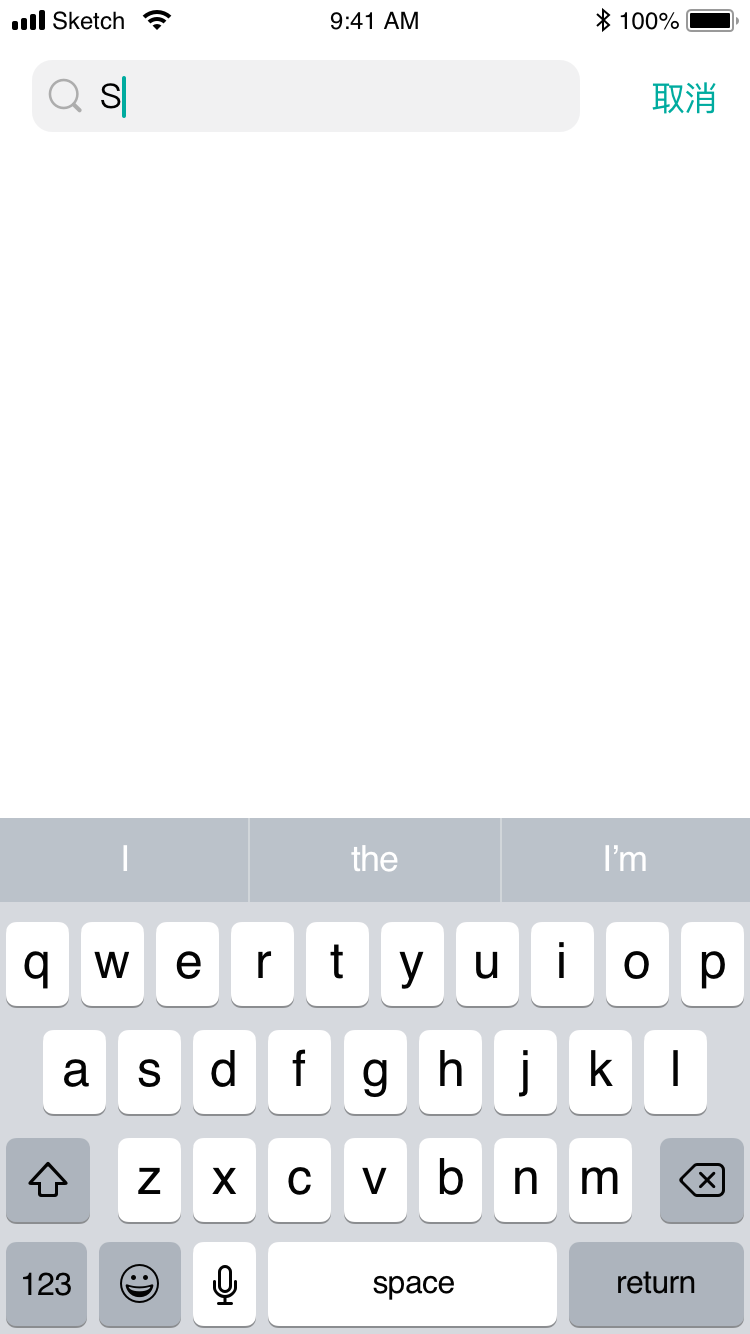 Sketch 9:41 AM 100%
S 取消
I the I'm
q w e r t y u i o p
a s d f g h j k l
z x c v b n m
123 space return